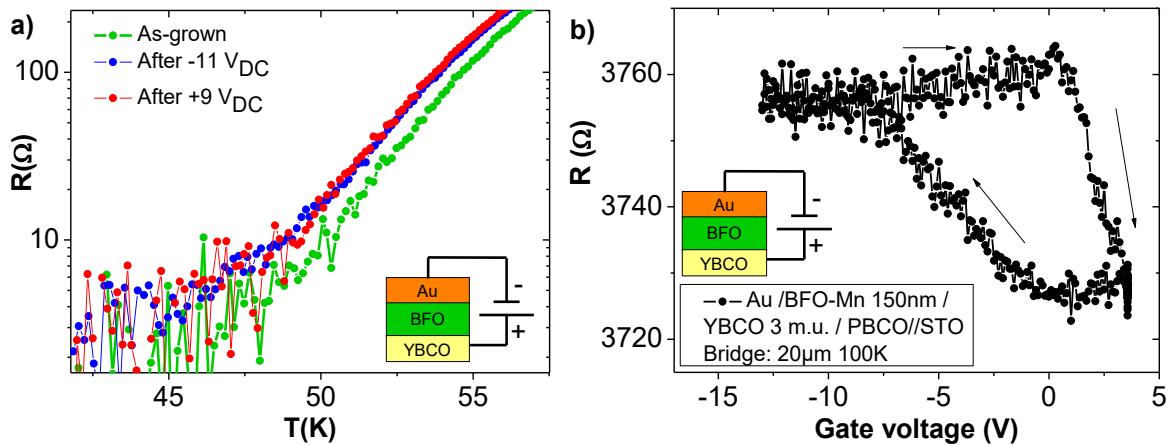 a)
As-grown
After -11 V_DC
After +9 V_DC
100
10
R(Ω)
45
50
55
T(K)
Au
BFO
YBCO
-
+
b)
3760
3740
3720
R (Ω)
Au
BFO
YBCO
-
+
Au /BFO-Mn 150nm /
YBCO 3 m.u. / PBCO//STO
Bridge: 20μm 100K
-15
-10
-5
0
5
Gate voltage (V)